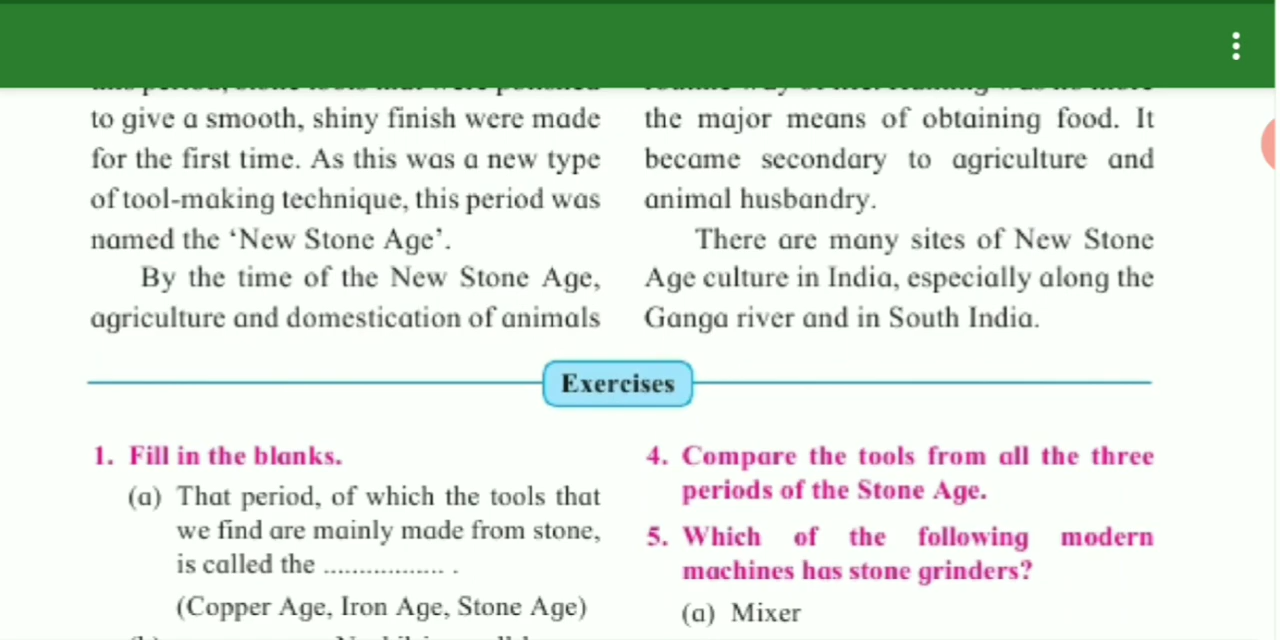 to give a smooth, shiny finish were made
for the first time. As this was a new type
of tool-making technique, this period was
named the ‘New Stone Age’.
By the time of the New Stone Age,
agriculture and domestication of animals
the major means of obtaining food. It
became secondary to agriculture and
animal husbandry.
There are many sites of New Stone
Age culture in India, especially along the
Ganga river and in South India.
Exercises
1. Fill in the blanks.
(a) That period, of which the tools that
we find are mainly made from stone,
is called the ................. .
(Copper Age, Iron Age, Stone Age)
4. Compare the tools from all the three
periods of the Stone Age.
5. Which of the following modern
machines has stone grinders?
(a) Mixer